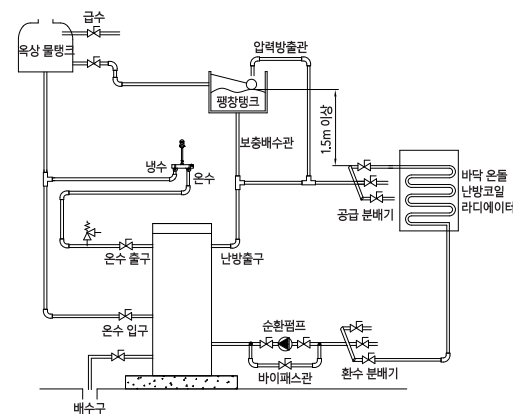 급수
옥상 물탱크
압력방출관
팽창탱크
1.5m 이상
보충배수관
냉수
온수
바닥 온돌
난방코일
라디에이터
공급 분배기
온수 출구
난방출구
온수 입구
순환펌프
바이패스관
환수 분배기
배수구